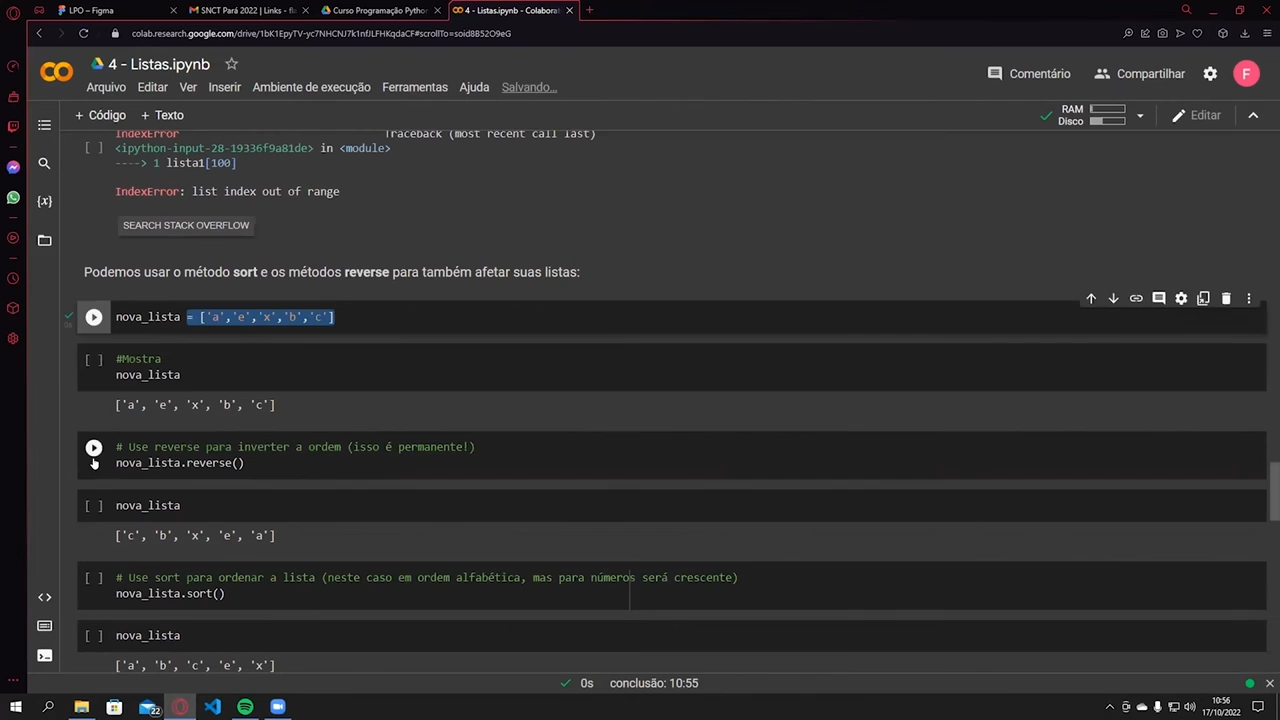 LPO – Figma
SNCT Pará 2022 | Links - fla
Curso Programação Python
4 - Listas.ipynb - Colaborat
colab.research.google.com/drive/1bK1EpyTV-yc7NHCNJ7k1nfJLFHKqdaCF#scrollTo=soid8B52O9eG
4 - Listas.ipynb
Comentário
Compartilhar
F
Arquivo Editar Ver Inserir Ambiente de execução Ferramentas Ajuda Salvando...
+ Código + Texto
RAM
Disco
Editar
IndexError Traceback (most recent call last)
[ ] <ipython-input-28-19336f9a81de> in <module>
----> 1 lista1[100]
IndexError: list index out of range
SEARCH STACK OVERFLOW
Podemos usar o método sort e os métodos reverse para também afetar suas listas:
nova_lista = ['a','e','x','b','c']
0s
[ ] #Mostra
nova_lista
['a', 'e', 'x', 'b', 'c']
# Use reverse para inverter a ordem (isso é permanente!)
nova_lista.reverse()
[ ] nova_lista
['c', 'b', 'x', 'e', 'a']
[ ] # Use sort para ordenar a lista (neste caso em ordem alfabética, mas para números será crescente)
nova_lista.sort()
[ ] nova_lista
['a', 'b', 'c', 'e', 'x']
0s conclusão: 10:55
22
10:56
17/10/2022